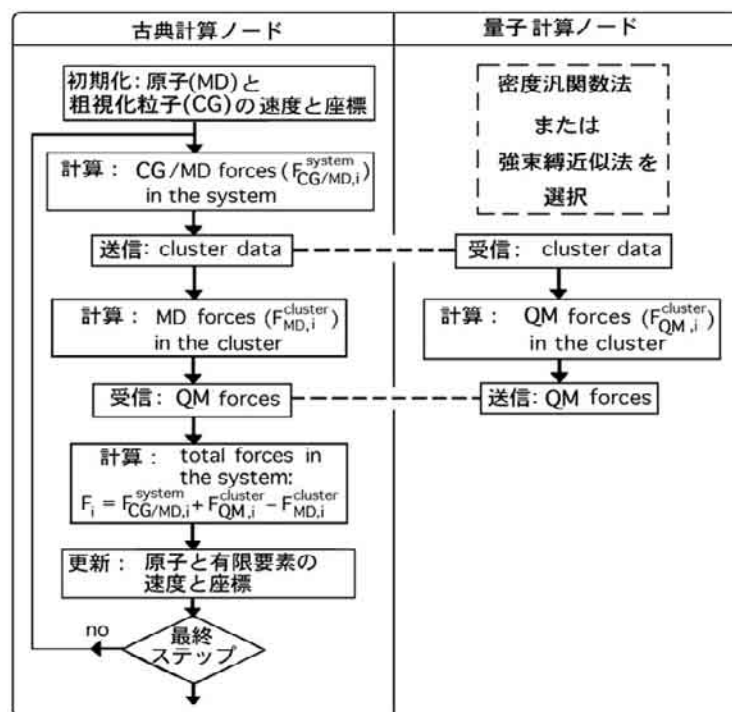 古典計算ノード
初期化: 原子(MD)と
粗視化粒子(CG)の速度と座標
計算: CG/MD forces (F^system_CG/MD,i)
in the system
送信: cluster data
計算: MD forces (F^cluster_MD,i)
in the cluster
受信: QM forces
計算: total forces in
the system:
F_i = F^system_CG/MD,i + F^cluster_QM,i − F^cluster_MD,i
更新: 原子と有限要素の
速度と座標
no
最終
ステップ
量子計算ノード
密度汎関数法
または
強束縛近似法を
選択
受信: cluster data
計算: QM forces (F^cluster_QM,i)
in the cluster
送信: QM forces